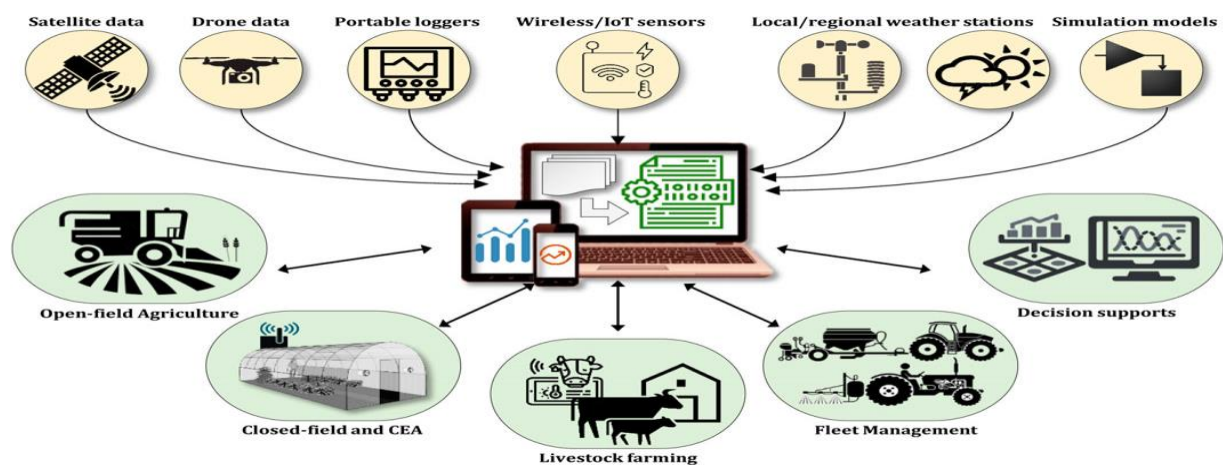 Satellite data
Drone data
Portable loggers
Wireless/IoT sensors
Local/regional weather stations
Simulation models
Open-field Agriculture
Decision supports
Closed-field and CEA
Fleet Management
Livestock farming